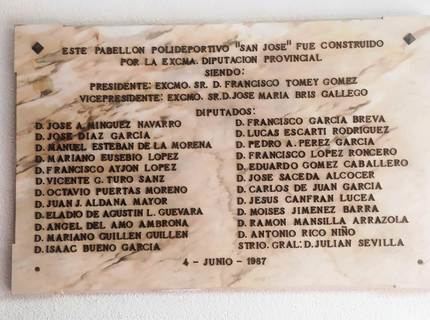 ESTE PABELLON POLIDEPORTIVO "SAN JOSE" FUE CONSTRUIDO
POR LA EXCMA. DIPUTACION PROVINCIAL
SIENDO:
PRESIDENTE: EXCMO. SR. D. FRANCISCO TOMEY GOMEZ
VICEPRESIDENTE: EXCMO. SR.D.JOSE MARIA BRIS GALLEGO
DIPUTADOS:
D. JOSE A. MINGUEZ NAVARRO
D. JOSE DIAZ GARCIA
D. MANUEL ESTEBAN DE LA MORENA
D. MARIANO EUSEBIO LOPEZ
D. FRANCISCO AYJON LOPEZ
D. VICENTE G. TURO SANZ
D. OCTAVIO PUERTAS MORENO
D. JUAN J. ALDANA MAYOR
D. ELADIO DE AGUSTIN L. GUEVARA
D. ANGEL DEL AMO AMBRONA
D. MARIANO GUILLEN GUILLEN
D. ISAAC BUENO GARCIA
D. FRANCISCO GARCIA BREVA
D. LUCAS ESCARTI RODRIGUEZ
D. PEDRO A. PEREZ GARCIA
D. FRANCISCO LOPEZ RONCERO
D. EDUARDO GOMEZ CABALLERO
D. JOSE SACEDA ALCOCER
D. CARLOS DE JUAN GARCIA
D. JESUS CANFRAN LUCEA
D. MOISES JIMENEZ BARRA
D. RAMON MANSILLA ARRAZOLA
D. ANTONIO RICO NIÑO
STRIO. GRAL: D. JULIAN SEVILLA
4 - JUNIO - 1987